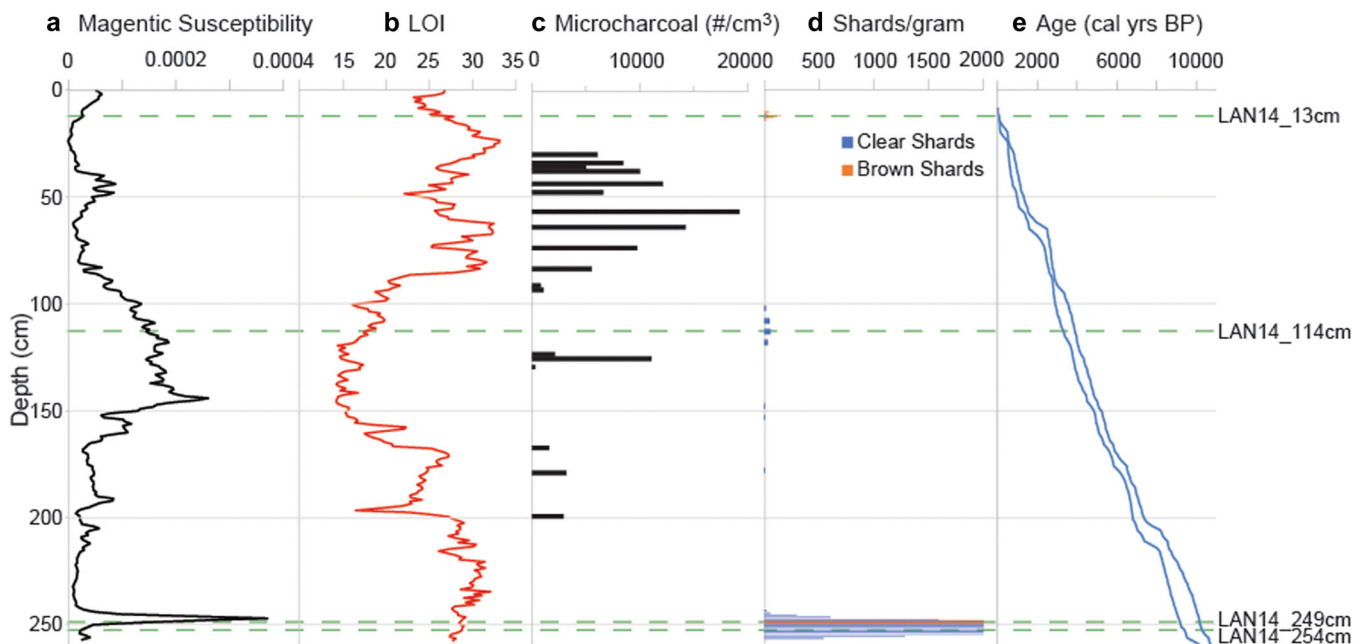 a Magentic Susceptibility b LOI c Microcharcoal (#/cm³) d Shards/gram e Age (cal yrs BP)
0 0.0002 0.0004 15 20 25 30 35 0 10000 20000 500 1000 2000 0 2000 6000 10000
0
LAN14_13cm
Clear Shards
Brown Shards
50
100
LAN14_114cm
Depth (cm)
150
200
250
LAN14_249cm
LAN14_254cm